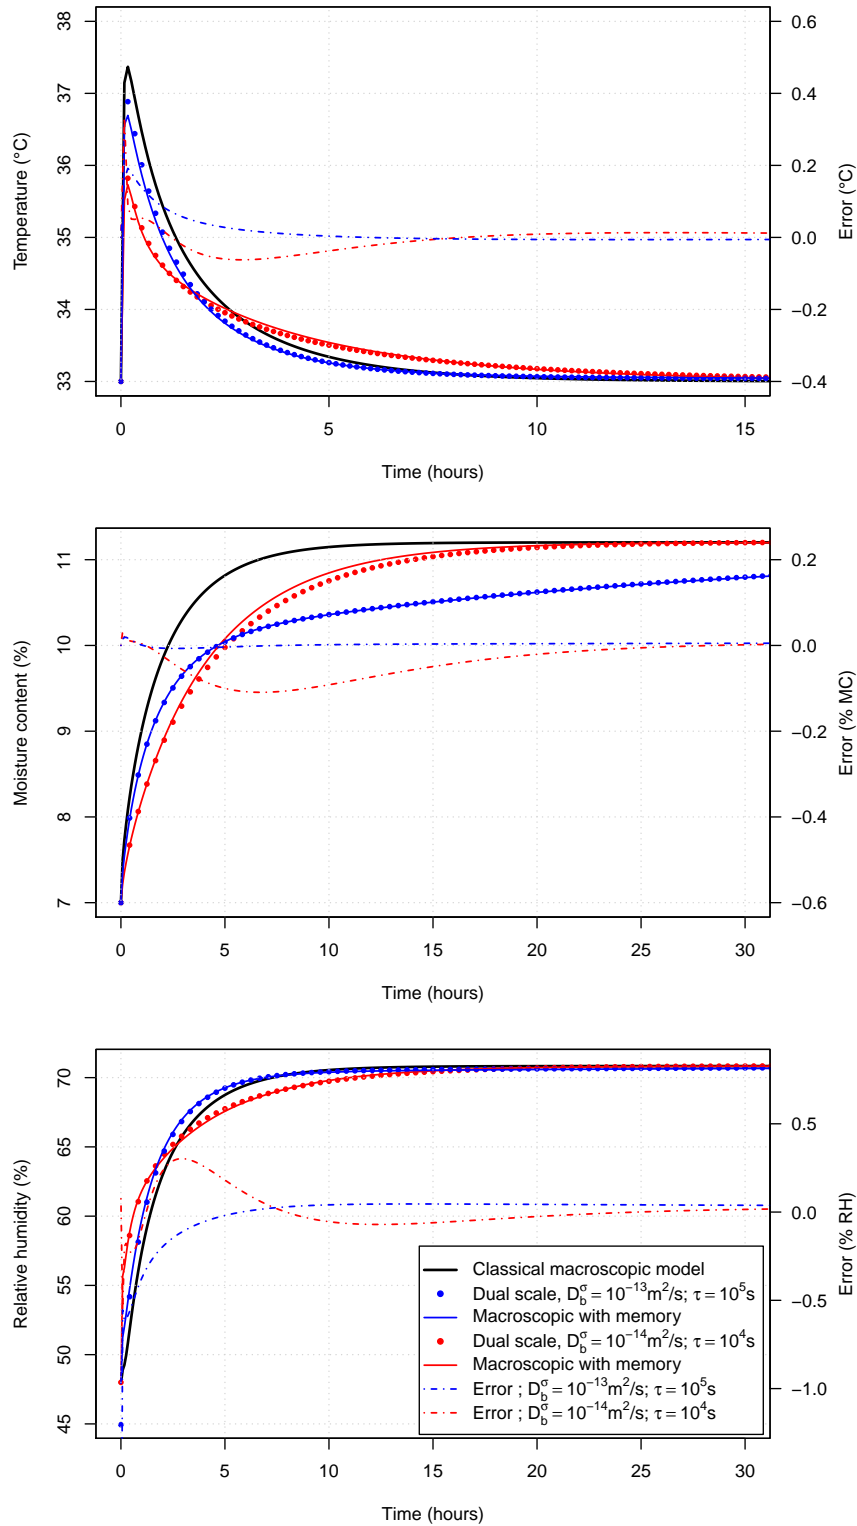 38
37
36
35
34
33
Temperature (°C)
0.6
0.4
0.2
0.0
−0.2
−0.4
Error (°C)
0 5 10 15
Time (hours)
11
10
9
8
7
Moisture content (%)
0.2
0.0
−0.2
−0.4
−0.6
Error (% MC)
0 5 10 15 20 25 30
Time (hours)
70
65
60
55
50
45
Relative humidity (%)
0.5
0.0
−0.5
−1.0
Error (% RH)
Classical macroscopic model
Dual scale, D_b^σ = 10^−13 m^2/s; τ = 10^5 s
Macroscopic with memory
Dual scale, D_b^σ = 10^−14 m^2/s; τ = 10^4 s
Macroscopic with memory
Error ; D_b^σ = 10^−13 m^2/s; τ = 10^5 s
Error ; D_b^σ = 10^−14 m^2/s; τ = 10^4 s
0 5 10 15 20 25 30
Time (hours)